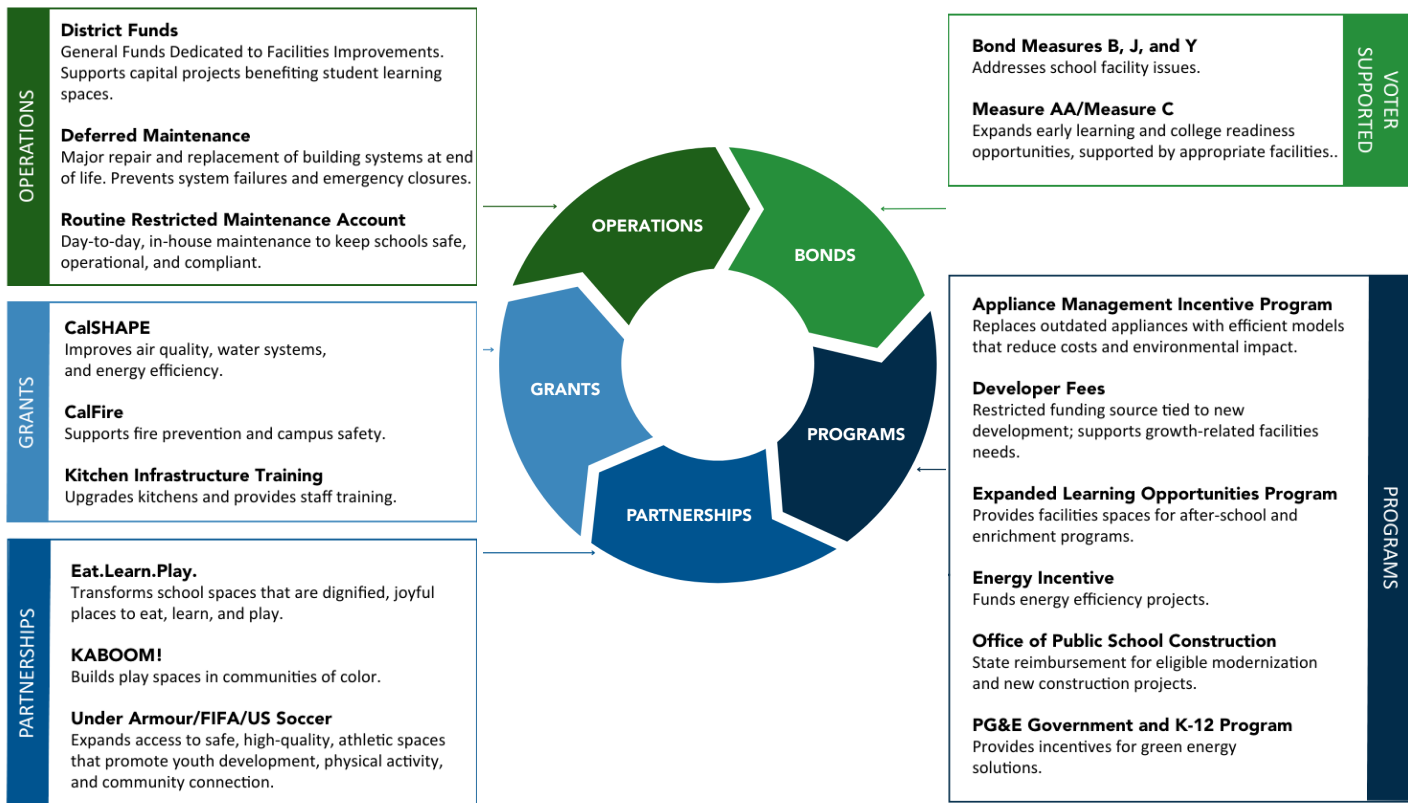 OPERATIONS
District Funds
General Funds Dedicated to Facilities Improvements.
Supports capital projects benefiting student learning
spaces.
Deferred Maintenance
Major repair and replacement of building systems at end
of life. Prevents system failures and emergency closures.
Routine Restricted Maintenance Account
Day-to-day, in-house maintenance to keep schools safe,
operational, and compliant.
GRANTS
CalSHAPE
Improves air quality, water systems,
and energy efficiency.
CalFire
Supports fire prevention and campus safety.
Kitchen Infrastructure Training
Upgrades kitchens and provides staff training.
PARTNERSHIPS
Eat.Learn.Play.
Transforms school spaces that are dignified, joyful
places to eat, learn, and play.
KABOOM!
Builds play spaces in communities of color.
Under Armour/FIFA/US Soccer
Expands access to safe, high-quality, athletic spaces
that promote youth development, physical activity,
and community connection.
OPERATIONS
BONDS
PROGRAMS
PARTNERSHIPS
GRANTS
VOTER
SUPPORTED
Bond Measures B, J, and Y
Addresses school facility issues.
Measure AA/Measure C
Expands early learning and college readiness
opportunities, supported by appropriate facilities..
PROGRAMS
Appliance Management Incentive Program
Replaces outdated appliances with efficient models
that reduce costs and environmental impact.
Developer Fees
Restricted funding source tied to new
development; supports growth-related facilities
needs.
Expanded Learning Opportunities Program
Provides facilities spaces for after-school and
enrichment programs.
Energy Incentive
Funds energy efficiency projects.
Office of Public School Construction
State reimbursement for eligible modernization
and new construction projects.
PG&E Government and K-12 Program
Provides incentives for green energy
solutions.